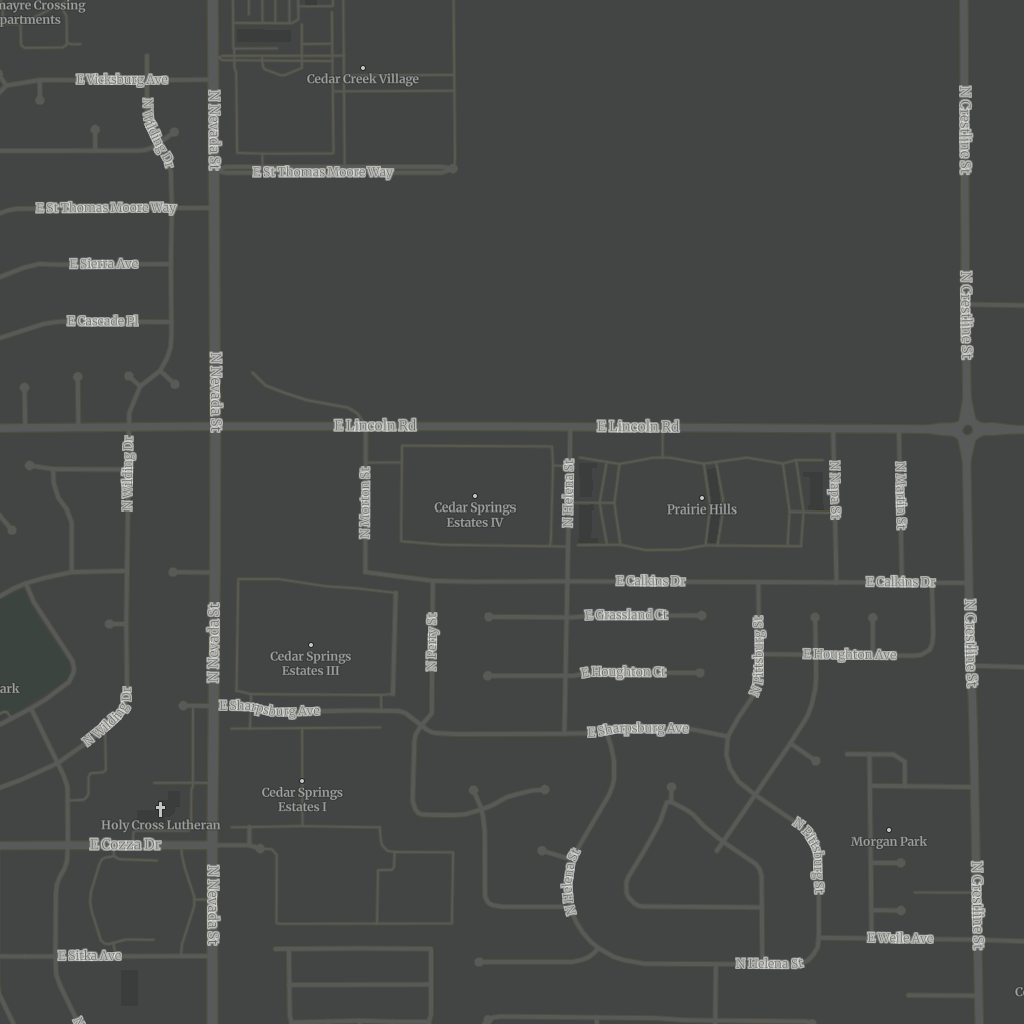 mayre Crossing
partments
E Vicksburg Ave
Cedar Creek Village
N Wilding Dr
N Nevada St
N Crestline St
E St Thomas Moore Way
E St Thomas Moore Way
E Sierra Ave
N Crestline St
E Cascade Pl
N Nevada St
E Lincoln Rd
E Lincoln Rd
N Wilding Dr
N Morton St
Cedar Springs
Estates IV
N Helena St
Prairie Hills
N Napa St
N Martin St
E Calkins Dr
E Calkins Dr
N Nevada St
N Perry St
E Grassland Ct
N Pittsburg St
N Crestline St
Cedar Springs
Estates III
E Houghton Ct
E Houghton Ave
ark
N Wilding Dr
E Sharpsburg Ave
E Sharpsburg Ave
Cedar Springs
Estates I
Holy Cross Lutheran
E Cozza Dr
N Nevada St
N Helena St
N Pittsburg St
Morgan Park
N Crestline St
E Weile Ave
E Sitka Ave
N Helena St